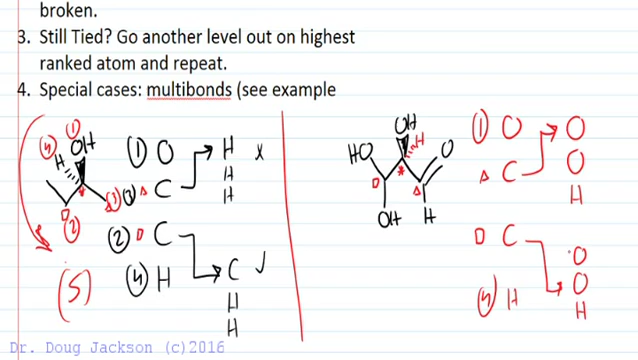 broken.
3. Still Tied? Go another level out on highest
ranked atom and repeat.
4. Special cases: multibonds (see example
① OH ④ H ③ ② (S)
① O
③ Δ C → H H H x
② □ C → C H H ✓
④ H
HO OH H O OH H □ Δ *
① O
Δ C → O O H
□ C → O O H
④ H
Dr. Doug Jackson (c)2016